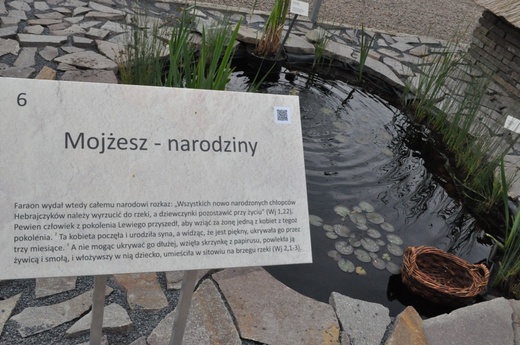 6
Mojżesz - narodziny
Faraon wydał wtedy całemu narodowi rozkaz: „Wszystkich nowo narodzonych chłopców
Hebrajczyków należy wyrzucić do rzeki, a dziewczynki pozostawić przy życiu" (Wj 1,22).
Pewien człowiek z pokolenia Lewiego przyszedł, aby wziąć za żonę jedną z kobiet z tegoż
pokolenia. Ta kobieta poczęła i urodziła syna, a widząc, że jest piękny, ukrywała go przez
trzy miesiące. A nie mogąc ukrywać go dłużej, wzięła skrzynkę z papirusu, powlekła ją
żywicą i smołą, i włożywszy w nią dziecko, umieściła w sitowiu na brzegu rzeki (Wj 2,1-3).